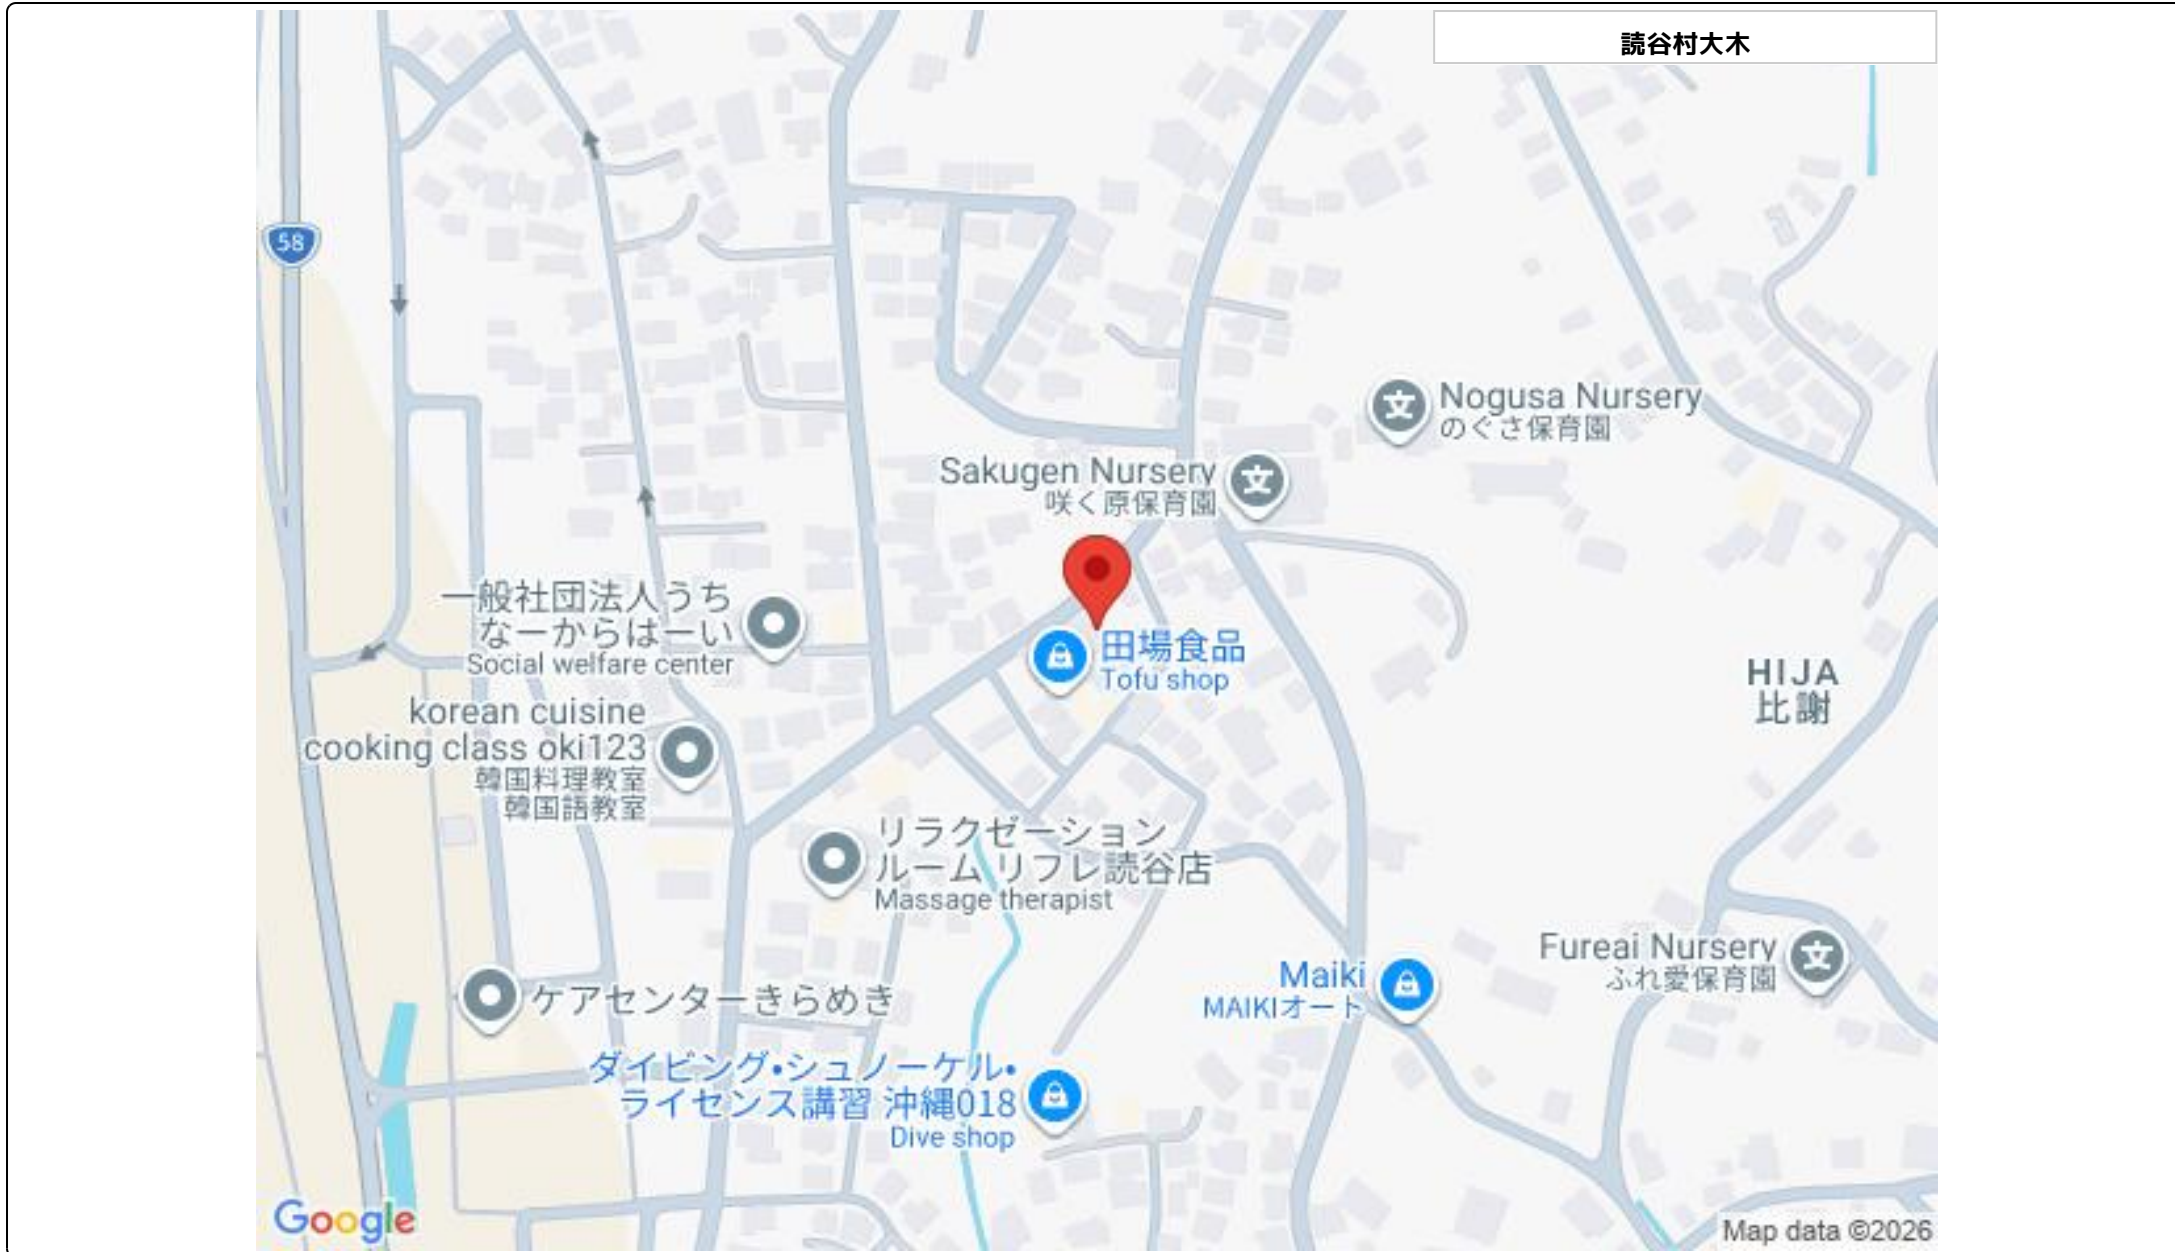 読谷村大木
58
Nogusa Nursery
のぐさ保育園
Sakugen Nursery
咲く原保育園
一般社団法人うち
なーからはーい
Social welfare center
田場食品
Tofu shop
HIJA
比謝
korean cuisine
cooking class oki123
韓国料理教室
韓国語教室
リラクゼーション
ルーム リフレ読谷店
Massage therapist
Fureai Nursery
ふれ愛保育園
Maiki
MAIKIオート
ケアセンターきらめき
ダイビング•シュノーケル•
ライセンス講習 沖縄018
Dive shop
Google
Map data ©2026